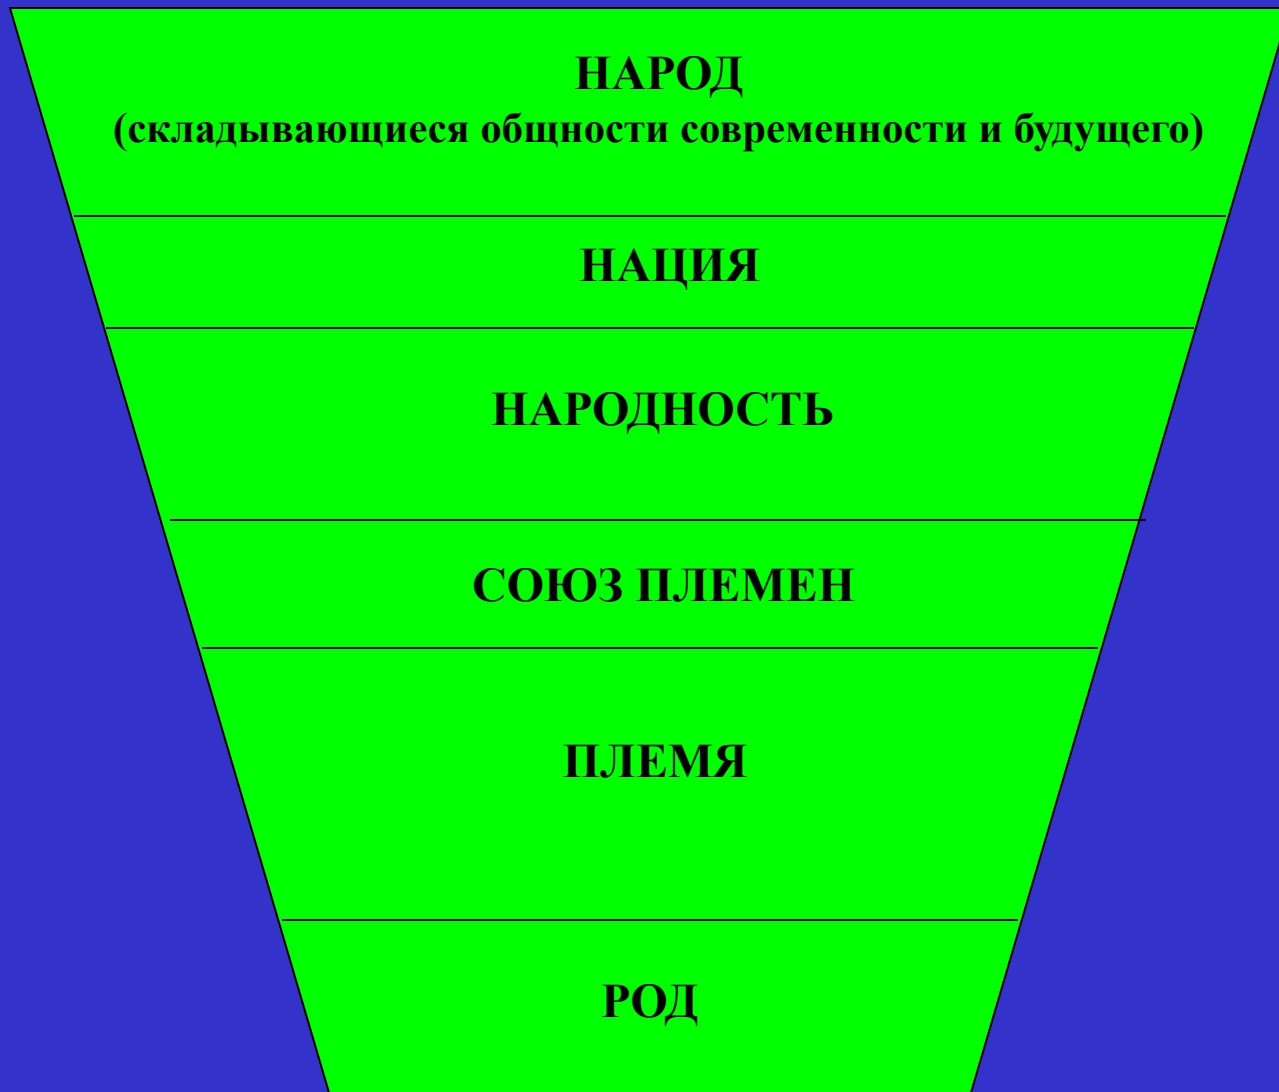 НАРОД
(складывающиеся общности современности и будущего)
НАЦИЯ
НАРОДНОСТЬ
СОЮЗ ПЛЕМЕН
ПЛЕМЯ
РОД